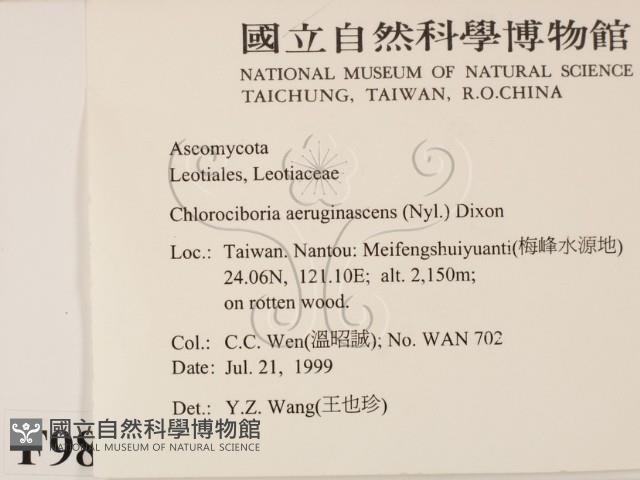 國立自然科學博物館
NATIONAL MUSEUM OF NATURAL SCIENCE
TAICHUNG, TAIWAN, R.O.CHINA
Ascomycota
Leotiales, Leotiaceae
Chlorociboria aeruginascens (Nyl.) Dixon
Loc.: Taiwan. Nantou: Meifengshuiyuanti(梅峰水源地)
24.06N, 121.10E; alt. 2,150m;
on rotten wood.
Col.: C.C. Wen(溫昭誠); No. WAN 702
Date: Jul. 21, 1999
Det.: Y.Z. Wang(王也珍)
國立自然科學博物館
NATIONAL MUSEUM OF NATURAL SCIENCE
F98